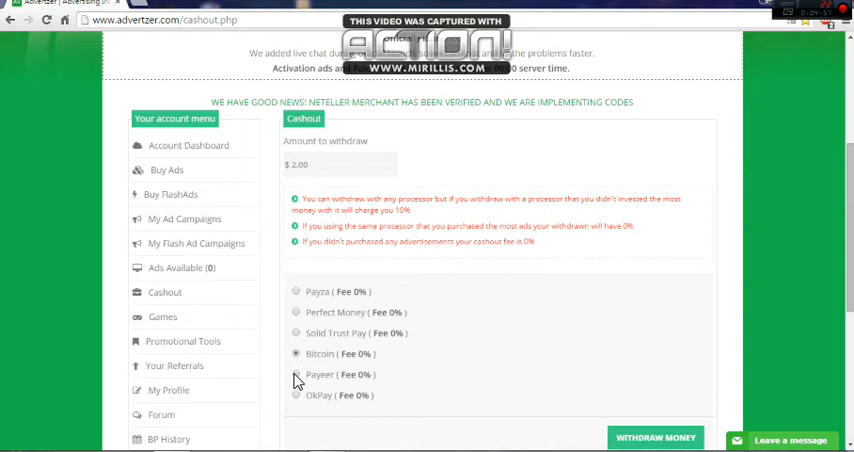 Advertzer | Advertising Int
www.advertzer.com/cashout.php
THIS VIDEO WAS CAPTURED WITH
ACTION!
WWW.MIRILLIS.COM
We added live chat
the problems faster.
Activation ads and
server time.
WE HAVE GOOD NEWS! NETELLER MERCHANT HAS BEEN VERIFIED AND WE ARE IMPLEMENTING CODES
Your account menu
Account Dashboard
Buy Ads
Buy FlashAds
My Ad Campaigns
My Flash Ad Campaigns
Ads Available (0)
Cashout
Games
Promotional Tools
Your Referrals
My Profile
Forum
BP History
Cashout
Amount to withdraw
$ 2.00
You can withdraw with any processor but if you withdraw with a processor that you didn't invested the most
money with it will charge you 10%
If you using the same processor that you purchased the most ads your withdrawn will have 0%
If you didn't purchased any advertisements your cashout fee is 0%
Payza ( Fee 0% )
Perfect Money ( Fee 0% )
Solid Trust Pay ( Fee 0% )
Bitcoin ( Fee 0% )
Payeer ( Fee 0% )
OkPay ( Fee 0% )
WITHDRAW MONEY
Leave a message